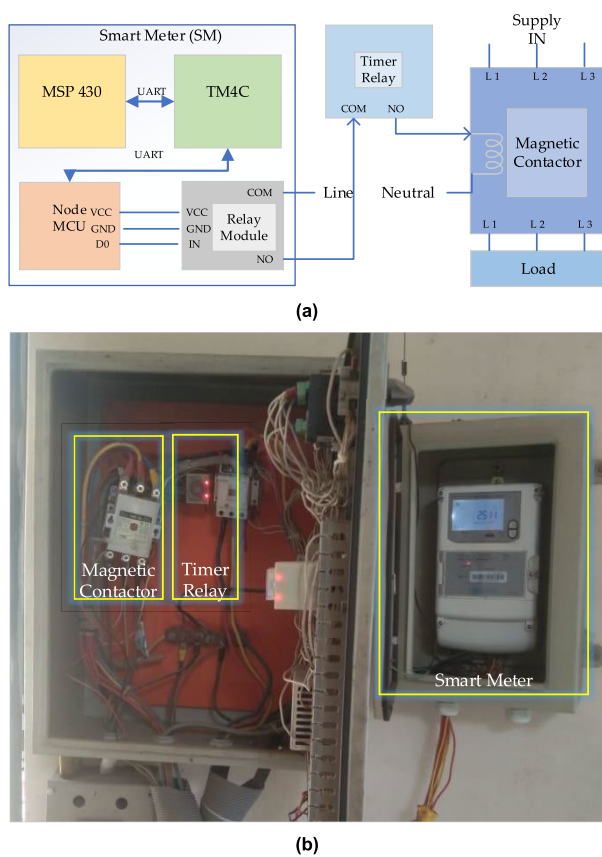 Smart Meter (SM)
MSP 430
UART
TM4C
UART
Node
MCU
VCC
GND
D0
VCC
GND
IN
COM
Relay
Module
NO
Timer
Relay
COM
NO
Line
Neutral
Supply
IN
L 1
L 2
L 3
Magnetic
Contactor
L 1
L 2
L 3
Load
(a)
Magnetic
Contactor
Timer
Relay
Smart Meter
(b)